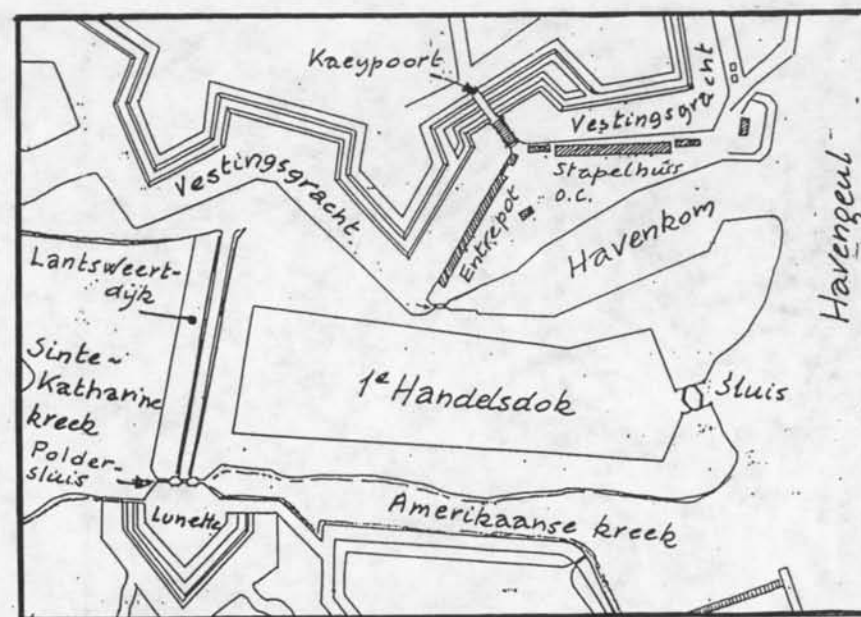 Kaeypoort
Vestingsgracht
Vestingsgracht.
Stapelhuis
O.C.
Entrepot
Havenkom
Havengeul
Lantsweert-
dijk
Sinte-
Katharine
kreek
Polder-
sluis
1e Handelsdok
Sluis
Lunette
Amerikaanse kreek